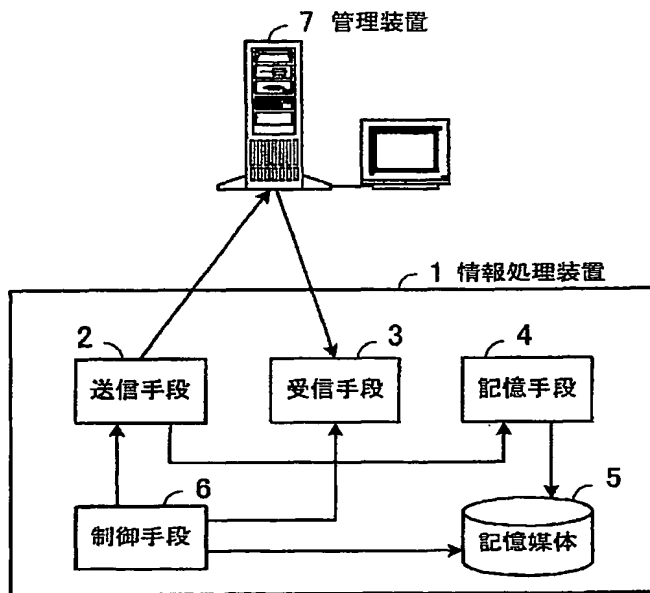 7 管理装置
1 情報処理装置
2
3
4
送信手段
受信手段
記憶手段
6
5
制御手段
記憶媒体